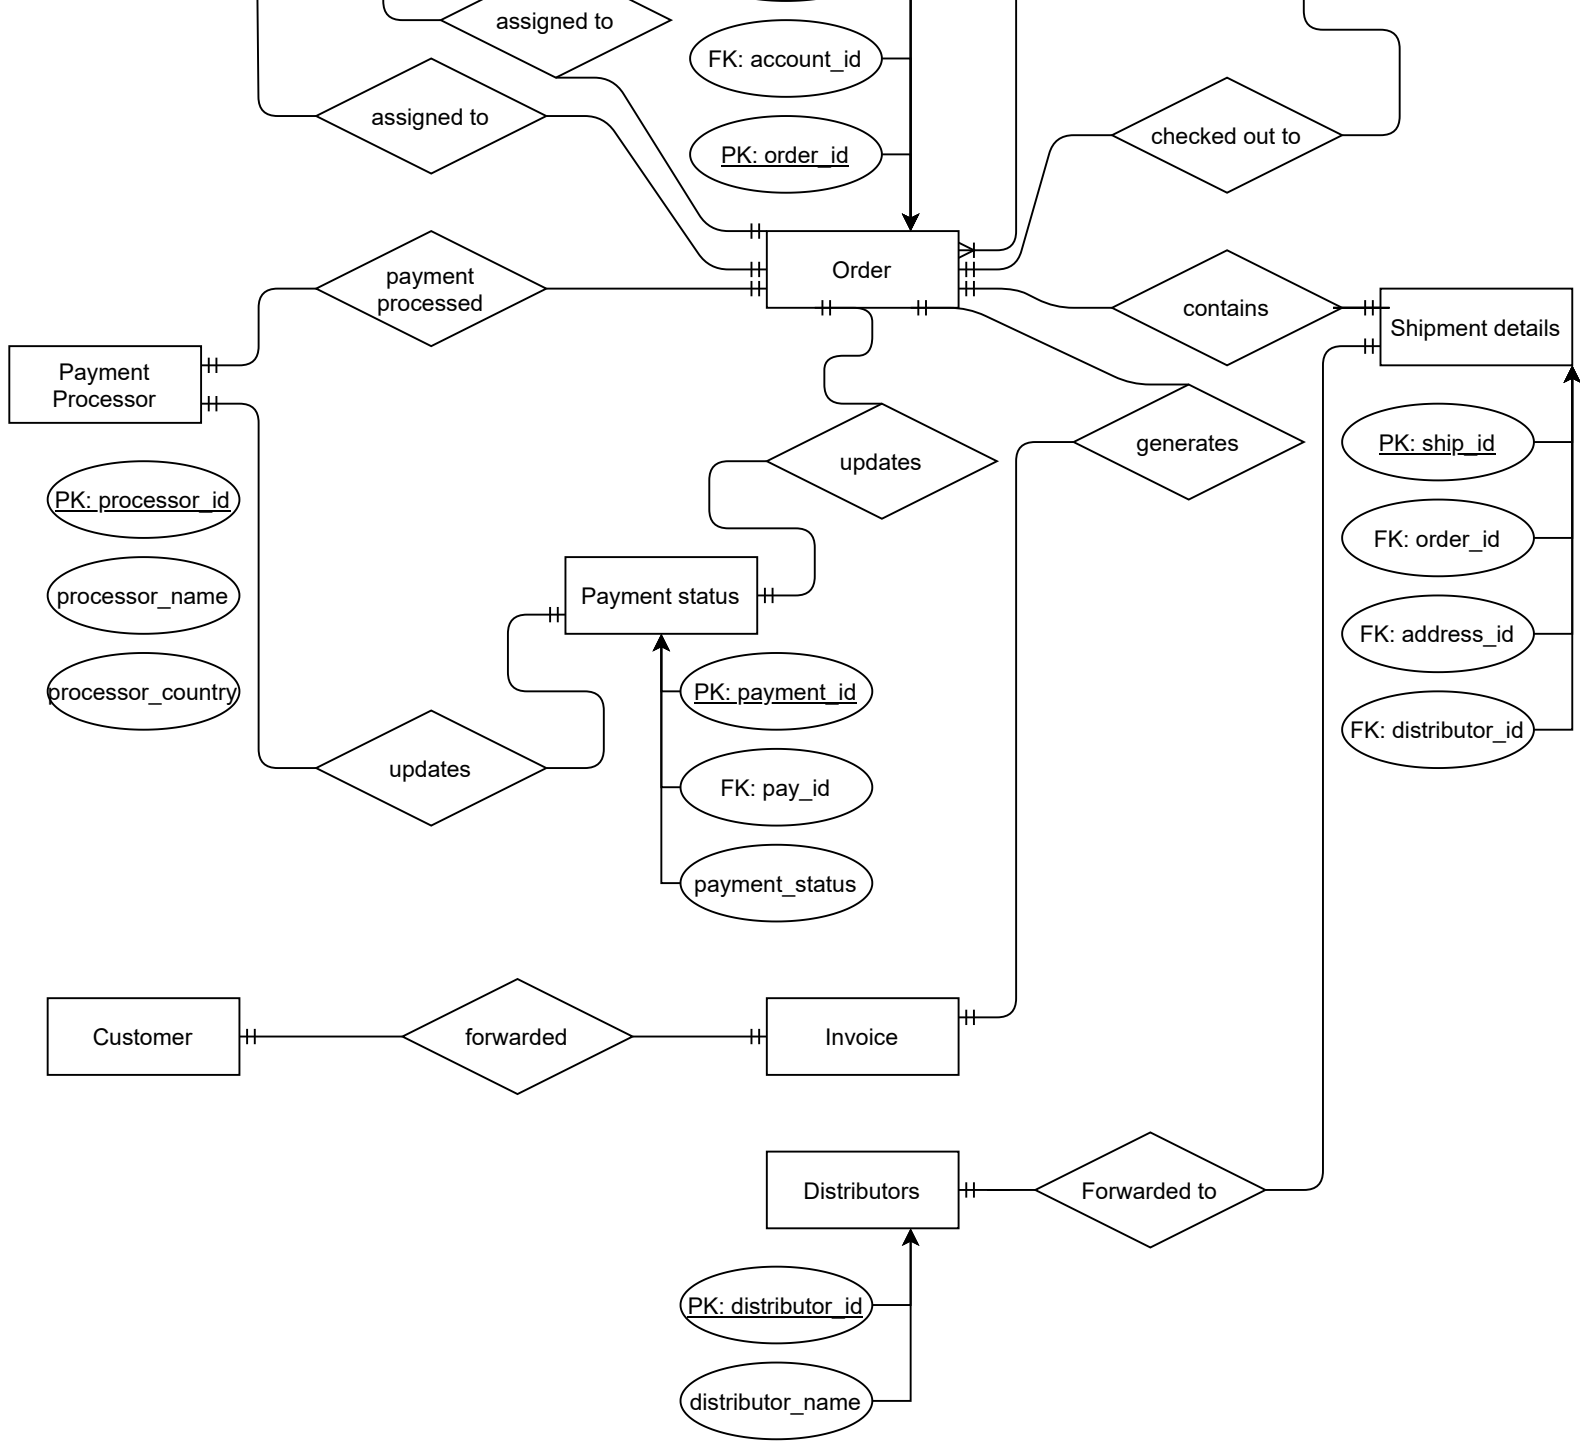 assigned to
FK: account_id
assigned to
checked out to
PK: order_id
Order
payment
processed
contains
Shipment details
Payment
Processor
PK: ship_id
generates
updates
PK: processor_id
FK: order_id
processor_name
Payment status
FK: address_id
processor_country
PK: payment_id
FK: distributor_id
updates
FK: pay_id
payment_status
Customer
forwarded
Invoice
Distributors
Forwarded to
PK: distributor_id
distributor_name